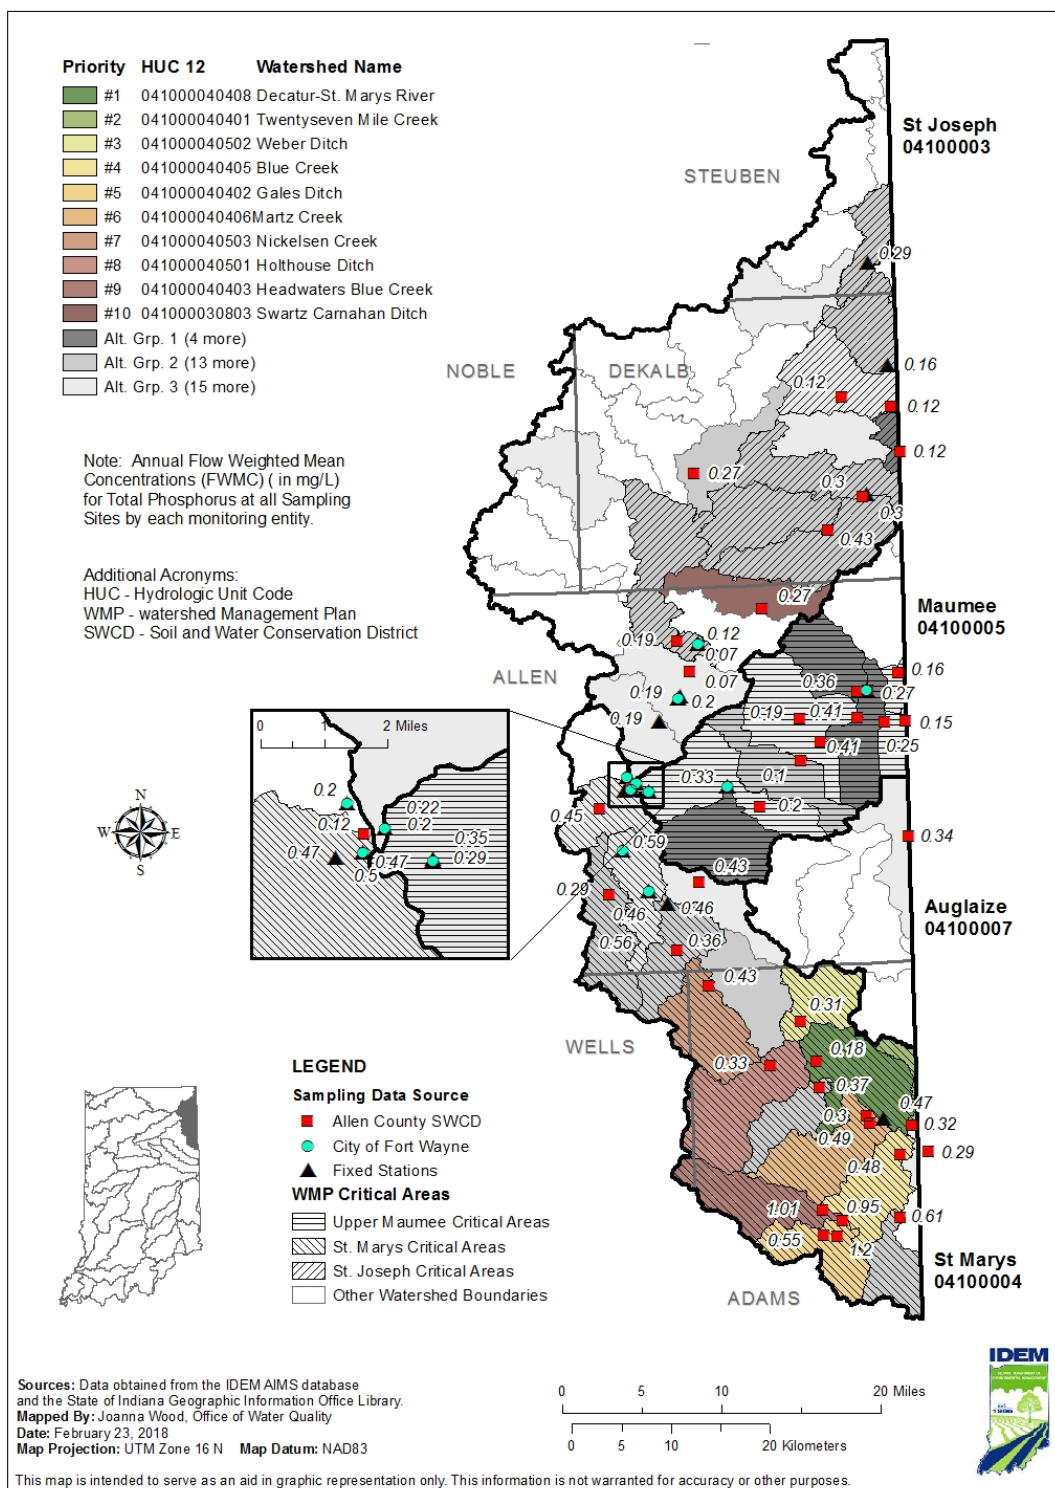 Priority HUC 12 Watershed Name
#1 041000040408 Decatur-St. Marys River
#2 041000040401 Twentyseven Mile Creek
#3 041000040502 Weber Ditch
#4 041000040405 Blue Creek
#5 041000040402 Gales Ditch
#6 041000040406Martz Creek
#7 041000040503 Nickelsen Creek
#8 041000040501 Holthouse Ditch
#9 041000040403 Headwaters Blue Creek
#10 041000030803 Swartz Carnahan Ditch
Alt. Grp. 1 (4 more)
Alt. Grp. 2 (13 more)
Alt. Grp. 3 (15 more)
Note: Annual Flow Weighted Mean
Concentrations (FWMC) ( in mg/L)
for Total Phosphorus at all Sampling
Sites by each monitoring entity.
Additional Acronyms:
HUC - Hydrologic Unit Code
WMP - watershed Management Plan
SWCD - Soil and Water Conservation District
St Joseph
04100003
STEUBEN
0.29
NOBLE
DEKALB
0.16
0.12
0.12
0.12
0.27
0.3
0.3
0.43
0.27
Maumee
04100005
ALLEN
0.19
0.12
0.07
0.07
0.19
0.2
0.19
0.16
0.36
0.27
0.19
0.41
0.15
0.41
0.25
0.33
0.1
0.2
0.45
0.34
0.59
0.43
0.29
0.46
0.46
0.56
0.36
0.43
Auglaize
04100007
0 1 2 Miles
0.2
0.22
0.12
0.2
0.35
0.47
0.47
0.29
0.5
N
W E
S
WELLS
0.31
0.18
0.33
0.37
0.47
0.3
0.32
0.49
0.29
0.48
1.01
0.95
0.61
0.55
1.2
St Marys
04100004
ADAMS
LEGEND
Sampling Data Source
Allen County SWCD
City of Fort Wayne
Fixed Stations
WMP Critical Areas
Upper Maumee Critical Areas
St. Marys Critical Areas
St. Joseph Critical Areas
Other Watershed Boundaries
IDEM
1986
Sources: Data obtained from the IDEM AIMS database
and the State of Indiana Geographic Information Office Library.
Mapped By: Joanna Wood, Office of Water Quality
Date: February 23, 2018
Map Projection: UTM Zone 16 N Map Datum: NAD83
0 5 10 20 Miles
0 5 10 20 Kilometers
This map is intended to serve as an aid in graphic representation only. This information is not warranted for accuracy or other purposes.